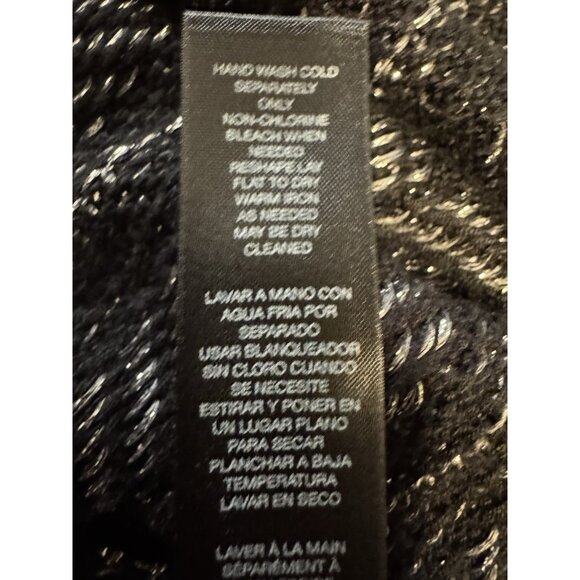 HAND WASH COLD
SEPARATELY
ONLY
NON-CHLORINE
BLEACH WHEN
NEEDED
RESHAPE LAY
FLAT TO DRY
WARM IRON
AS NEEDED
MAY BE DRY
CLEANED
LAVAR A MANO CON
AGUA FRIA POR
SEPARADO
USAR BLANQUEADOR
SIN CLORO CUANDO
SE NECESITE
ESTIRAR Y PONER EN
UN LUGAR PLANO
PARA SECAR
PLANCHAR A BAJA
TEMPERATURA
LAVAR EN SECO
LAVER À LA MAIN
SÉPARÉMENT À